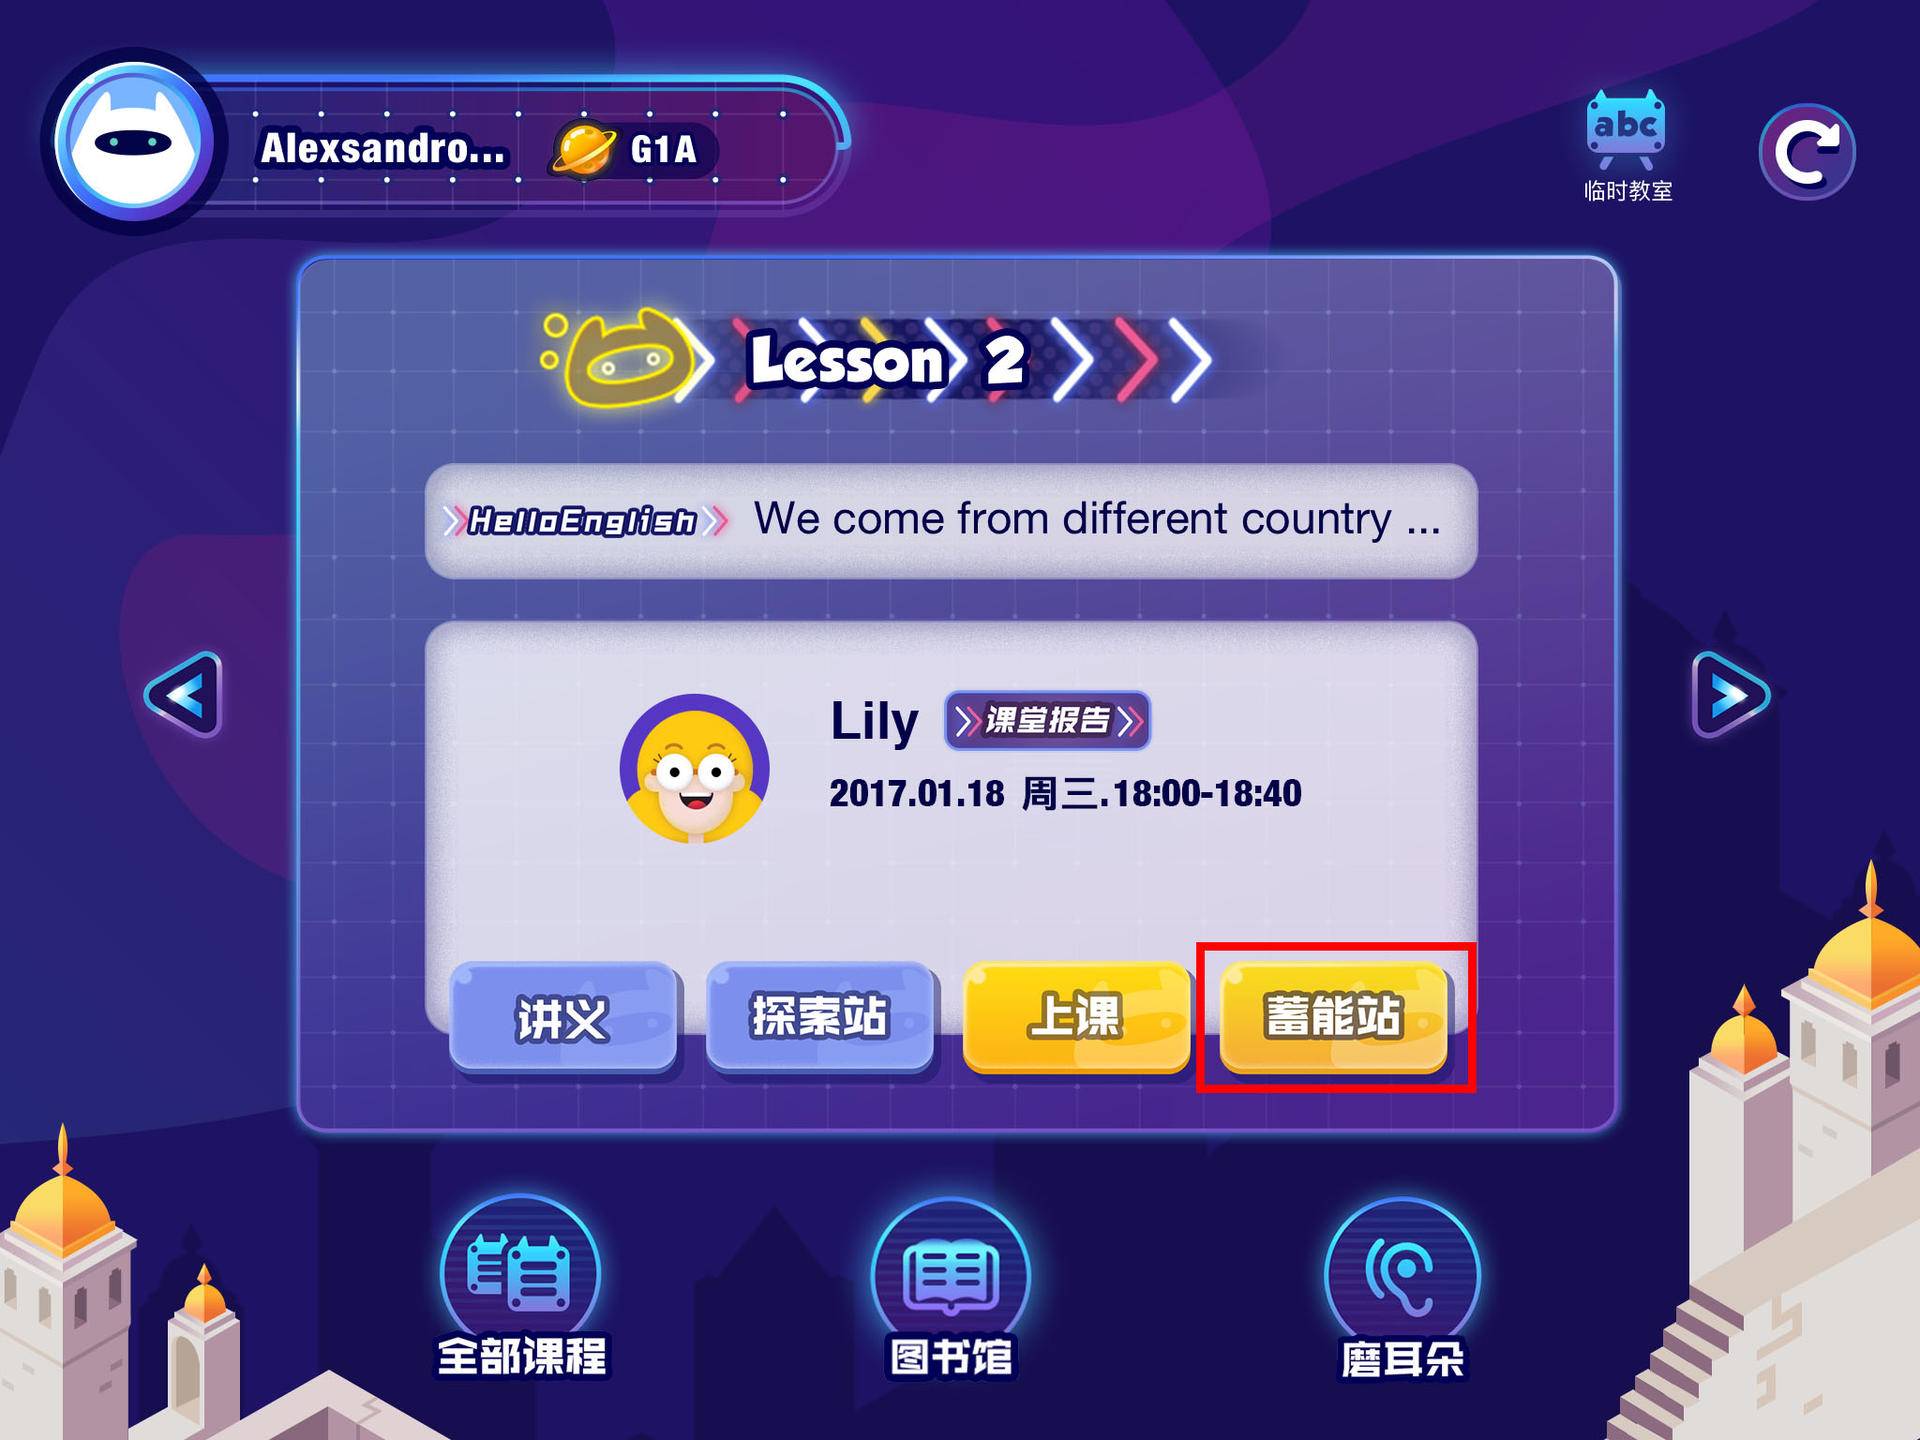 Alexsandro...
G1A
abc
临时教室
Lesson 2
HelloEnglish We come from different country ...
Lily 课堂报告
2017.01.18 周三.18:00-18:40
讲义 探索站 上课 蓄能站
全部课程 图书馆 磨耳朵